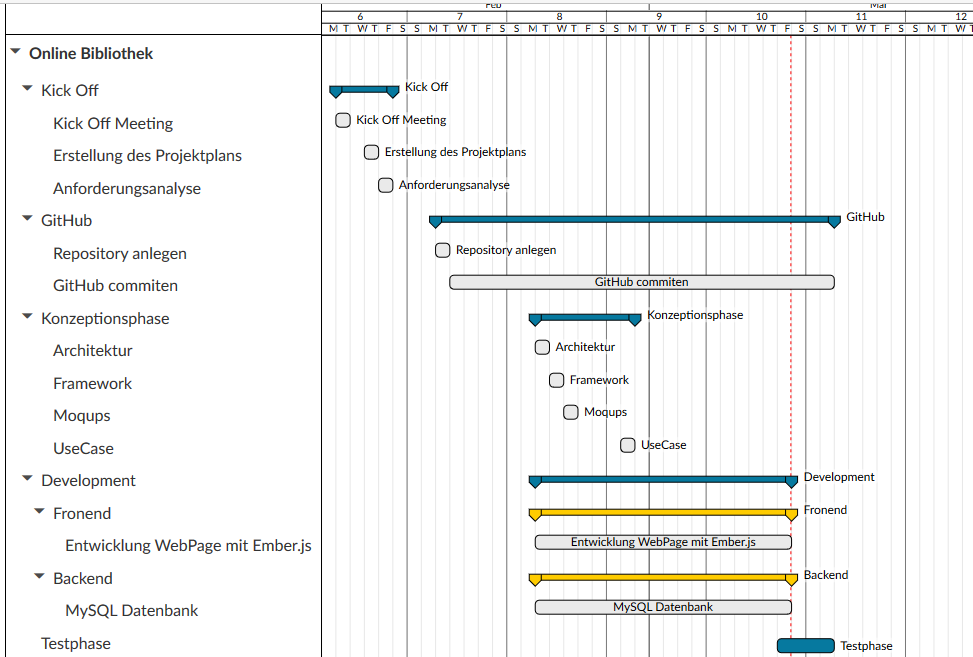 Feb
Mar
6 7 8 9 10 11 12
M T W T F S S M T W T F S S M T W T F S S M T W T F S S M T W T F S S M T W T F S S M T W
Online Bibliothek
Kick Off
Kick Off
Kick Off Meeting
Kick Off Meeting
Erstellung des Projektplans
Erstellung des Projektplans
Anforderungsanalyse
Anforderungsanalyse
GitHub
GitHub
Repository anlegen
Repository anlegen
GitHub commiten
GitHub commiten
Konzeptionsphase
Konzeptionsphase
Architektur
Architektur
Framework
Framework
Moqups
Moqups
UseCase
UseCase
Development
Development
Fronend
Fronend
Entwicklung WebPage mit Ember.js
Entwicklung WebPage mit Ember.js
Backend
Backend
MySQL Datenbank
MySQL Datenbank
Testphase
Testphase